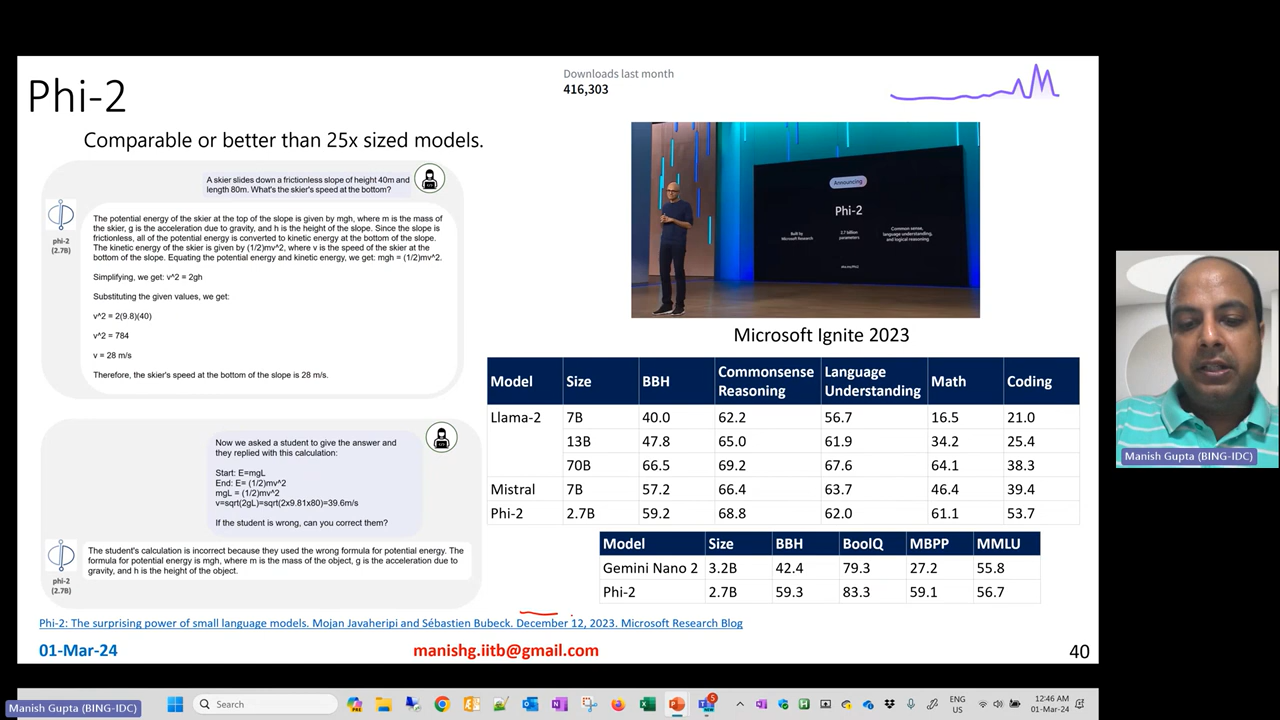 Phi-2
Downloads last month
416,303
Comparable or better than 25x sized models.
A skier slides down a frictionless slope of height 40m and
length 80m. What's the skier's speed at the bottom?
phi-2
(2.7B)
The potential energy of the skier at the top of the slope is given by mgh, where m is the mass of
the skier, g is the acceleration due to gravity, and h is the height of the slope. Since the slope is
frictionless, all of the potential energy is converted to kinetic energy at the bottom of the slope.
The kinetic energy of the skier is given by (1/2)mv^2, where v is the speed of the skier at the
bottom of the slope. Equating the potential energy and kinetic energy, we get: mgh = (1/2)mv^2.
Simplifying, we get: v^2 = 2gh
Substituting the given values, we get:
v^2 = 2(9.8)(40)
v^2 = 784
v = 28 m/s
Therefore, the skier's speed at the bottom of the slope is 28 m/s.
Now we asked a student to give the answer and
they replied with this calculation:
Start: E=mgL
End: E= (1/2)mv^2
mgL = (1/2)mv^2
v=sqrt(2gL)=sqrt(2x9.81x80)=39.6m/s
If the student is wrong, can you correct them?
phi-2
(2.7B)
The student's calculation is incorrect because they used the wrong formula for potential energy. The
formula for potential energy is mgh, where m is the mass of the object, g is the acceleration due to
gravity, and h is the height of the object.
Announcing
Phi-2
Built by
Microsoft Research
2.7 billion
parameters
Common sense,
language understanding,
and logical reasoning
Microsoft Ignite 2023
Model Size BBH Commonsense Reasoning Language Understanding Math Coding
Llama-2 7B 40.0 62.2 56.7 16.5 21.0
13B 47.8 65.0 61.9 34.2 25.4
70B 66.5 69.2 67.6 64.1 38.3
Mistral 7B 57.2 66.4 63.7 46.4 39.4
Phi-2 2.7B 59.2 68.8 62.0 61.1 53.7
Model Size BBH BoolQ MBPP MMLU
Gemini Nano 2 3.2B 42.4 79.3 27.2 55.8
Phi-2 2.7B 59.3 83.3 59.1 56.7
Phi-2: The surprising power of small language models. Mojan Javaheripi and Sébastien Bubeck. December 12, 2023. Microsoft Research Blog
01-Mar-24
manishg.iitb@gmail.com
40
Manish Gupta (BING-IDC)
Manish Gupta (BING-IDC)
Search
5
ENG
US
12:46 AM
01-Mar-24